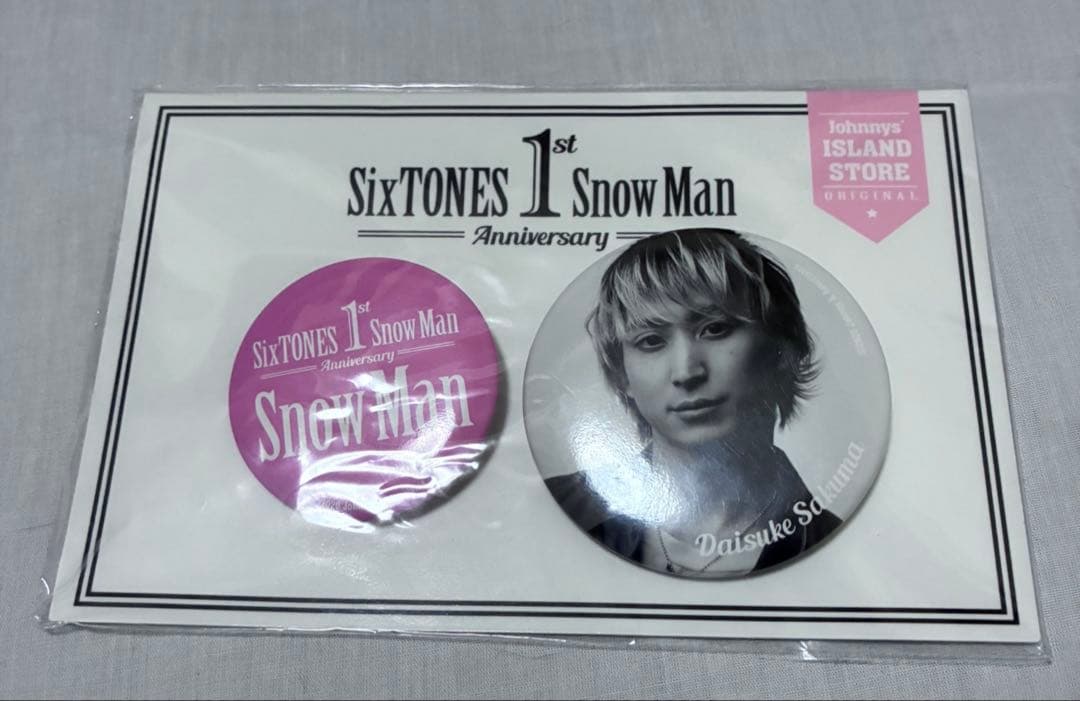 SixTONES 1st Snow Man
Anniversary
Johnnys'
ISLAND
STORE
ORIGINAL
SixTONES 1st Snow Man
Anniversary
Snow Man
Daisuke Sakuma